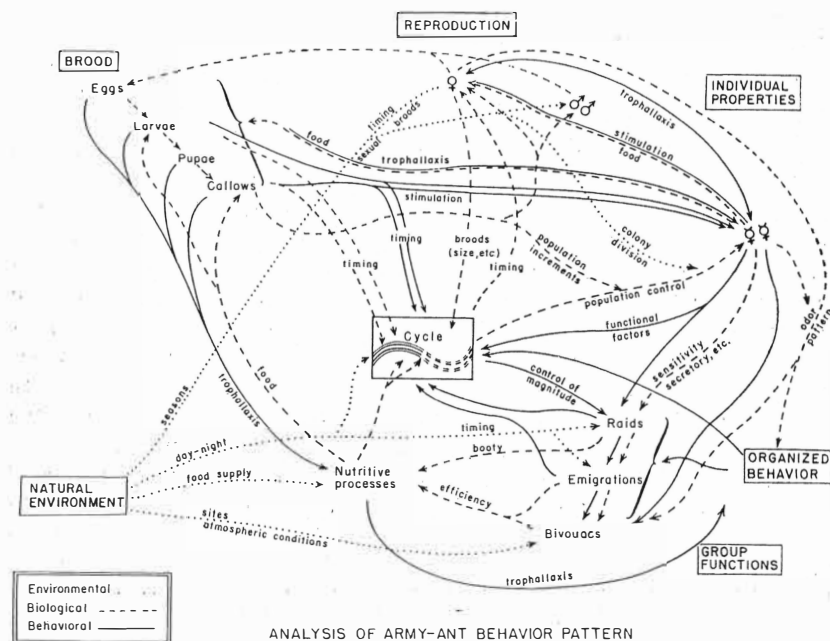 REPRODUCTION
BROOD
Eggs
Larvae
Pupae
Callows
♀
♂♂
INDIVIDUAL
PROPERTIES
timing
sexual broods
trophallaxis
stimulation
food
food
trophallaxis
stimulation
timing
timing
broods
(size, etc)
timing
population
increments
colony
division
population control
☿☿
odor
pattern
Cycle
functional
factors
sensitivity
secretory, etc.
control of
magnitude
seasons
food
trophallaxis
day-night
timing
Raids
booty
NATURAL
ENVIRONMENT
food supply
Nutritive
processes
Emigrations
ORGANIZED
BEHAVIOR
efficiency
sites
atmospheric conditions
Bivouacs
GROUP
FUNCTIONS
trophallaxis
Environmental
Biological
Behavioral
ANALYSIS OF ARMY-ANT BEHAVIOR PATTERN